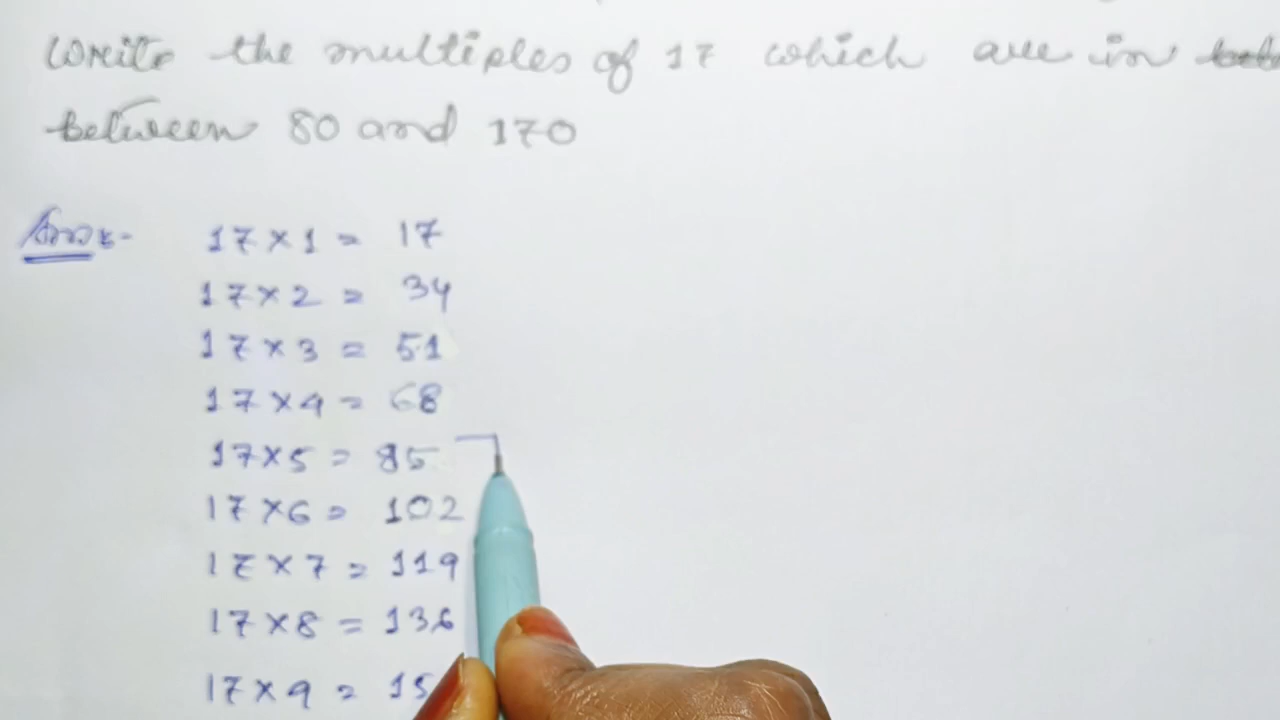 Write the multiples of 17 which are in
between 80 and 170
Ans:-
17×1 = 17
17×2 = 34
17×3 = 51
17×4 = 68
17×5 = 85
17×6 = 102
17×7 = 119
17×8 = 136
17×9 = 15